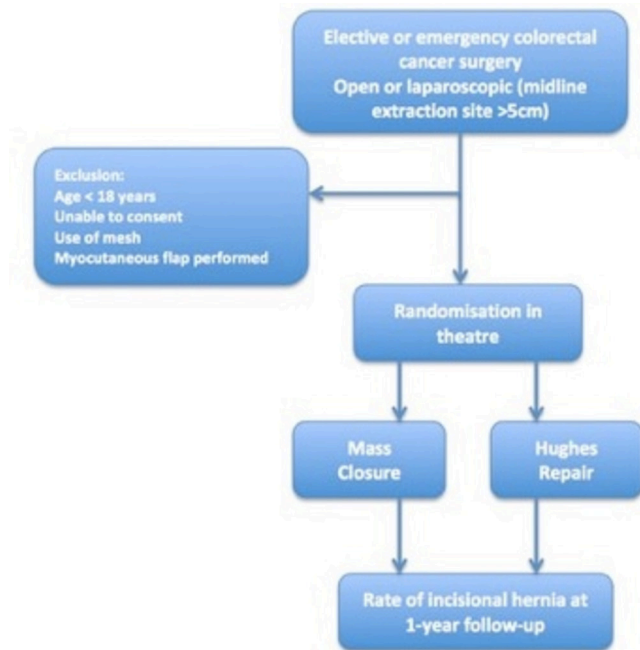 Elective or emergency colorectal
cancer surgery
Open or laparoscopic (midline
extraction site >5cm)
Exclusion:
Age < 18 years
Unable to consent
Use of mesh
Myocutaneous flap performed
Randomisation in
theatre
Mass
Closure
Hughes
Repair
Rate of incisional hernia at
1-year follow-up